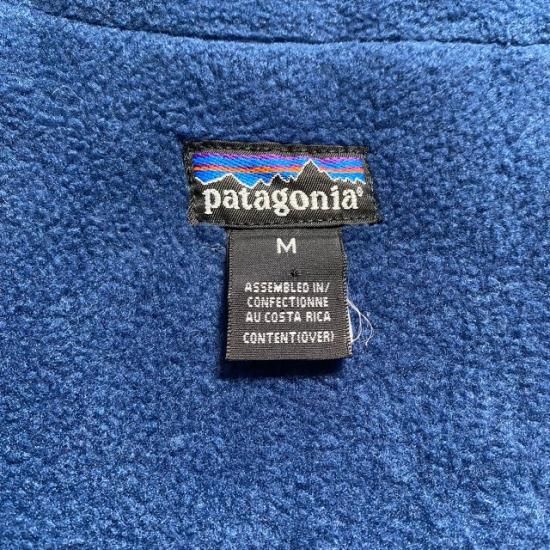 patagonia®
M
ASSEMBLED IN/
CONFECTIONNE
AU COSTA RICA
CONTENT(OVER)